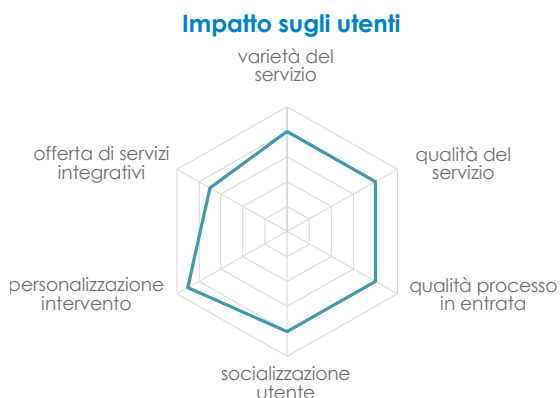 Impatto sugli utenti
varietà del
servizio
offerta di servizi
integrativi
qualità del
servizio
personalizzazione
intervento
qualità processo
in entrata
socializzazione
utente